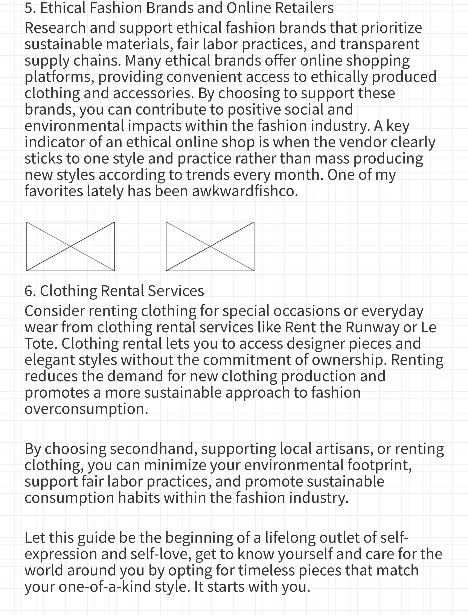 5. Ethical Fashion Brands and Online Retailers
Research and support ethical fashion brands that prioritize
sustainable materials, fair labor practices, and transparent
supply chains. Many ethical brands offer online shopping
platforms, providing convenient access to ethically produced
clothing and accessories. By choosing to support these
brands, you can contribute to positive social and
environmental impacts within the fashion industry. A key
indicator of an ethical online shop is when the vendor clearly
sticks to one style and practice rather than mass producing
new styles according to trends every month. One of my
favorites lately has been awkwardfishco.
6. Clothing Rental Services
Consider renting clothing for special occasions or everyday
wear from clothing rental services like Rent the Runway or Le
Tote. Clothing rental lets you to access designer pieces and
elegant styles without the commitment of ownership. Renting
reduces the demand for new clothing production and
promotes a more sustainable approach to fashion
overconsumption.
By choosing secondhand, supporting local artisans, or renting
clothing, you can minimize your environmental footprint,
support fair labor practices, and promote sustainable
consumption habits within the fashion industry.
Let this guide be the beginning of a lifelong outlet of self-
expression and self-love, get to know yourself and care for the
world around you by opting for timeless pieces that match
your one-of-a-kind style. It starts with you.